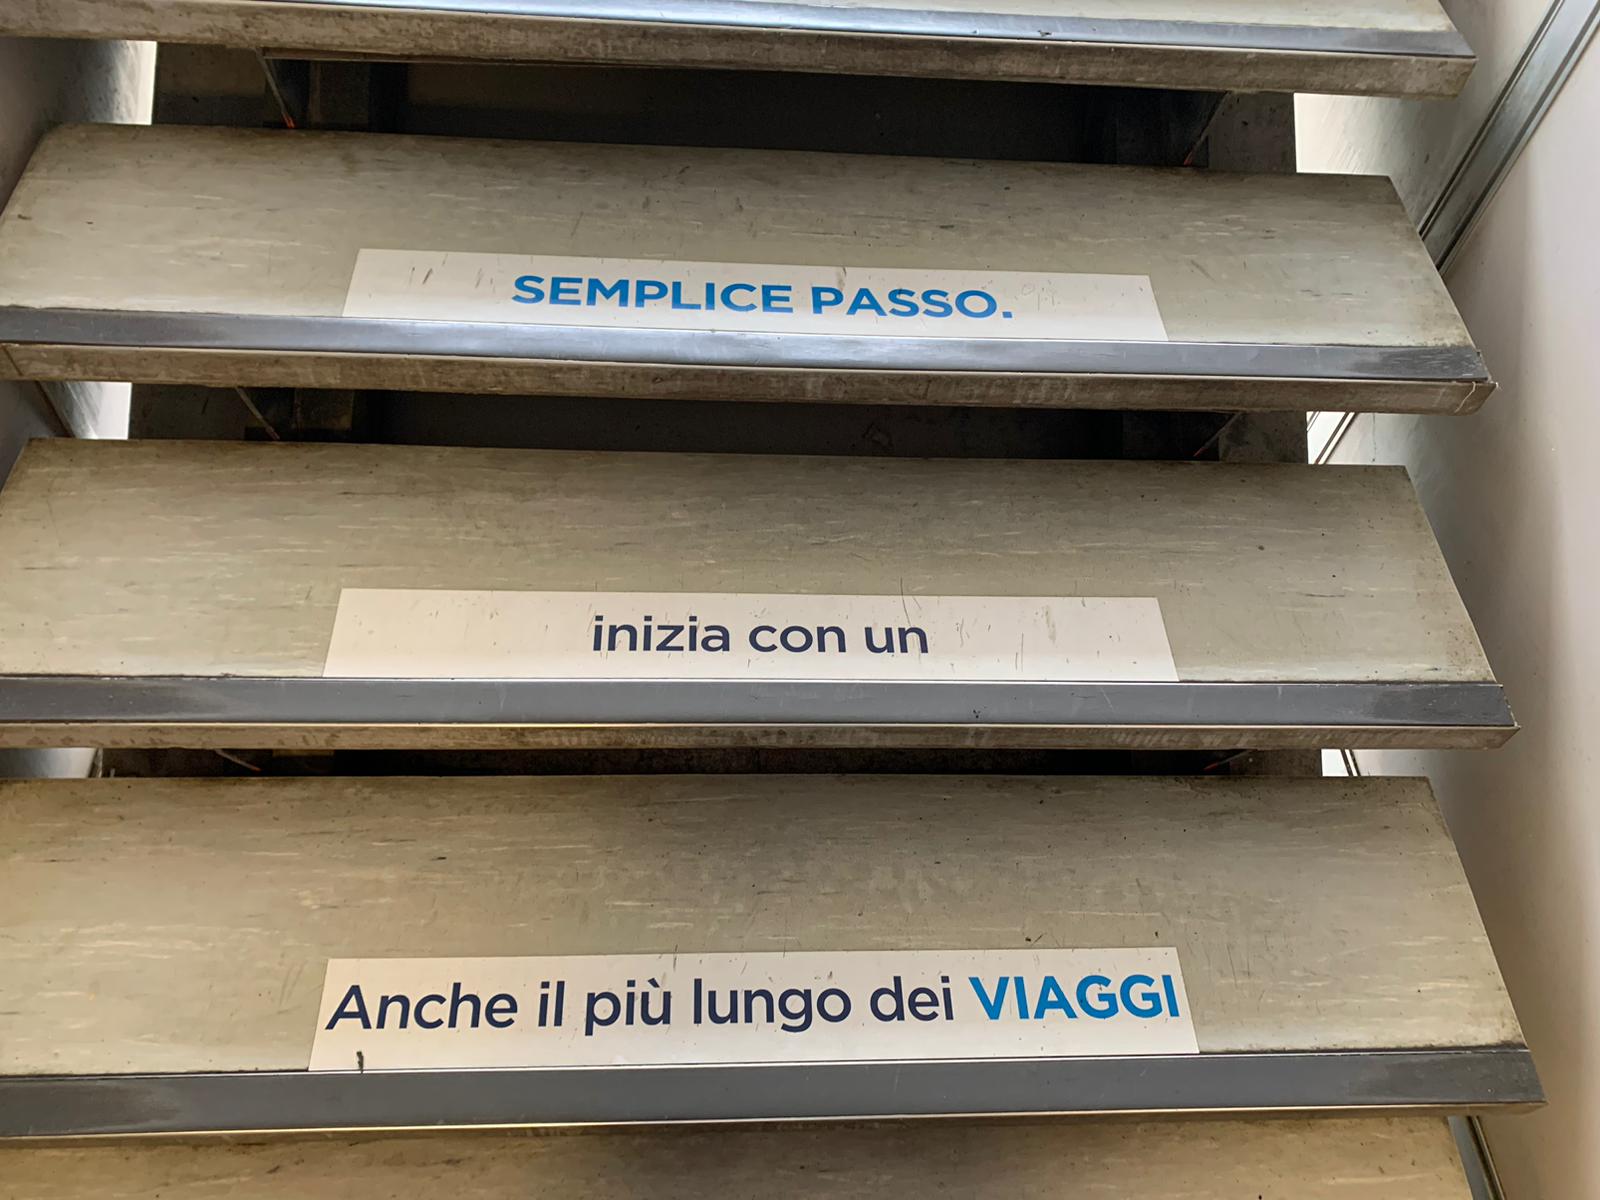 Anche il più lungo dei VIAGGI
inizia con un
SEMPLICE PASSO.